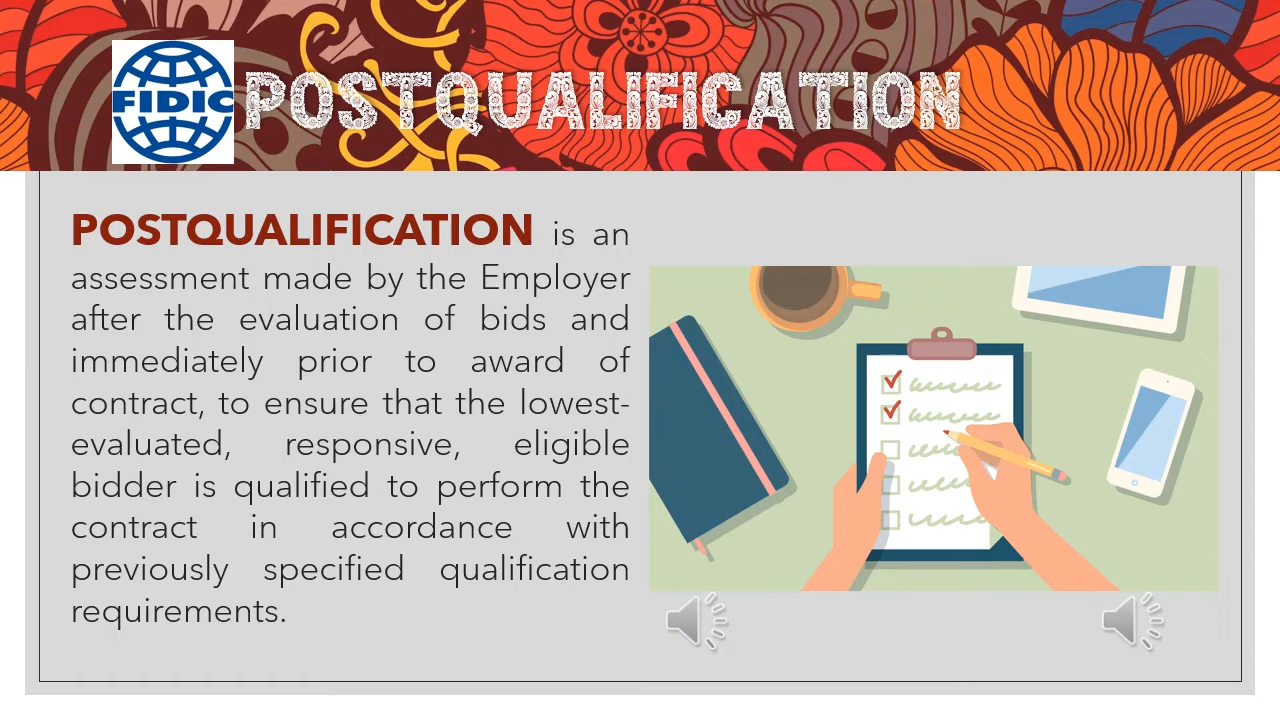 FIDIC
POSTQUALIFICATION
POSTQUALIFICATION is an
assessment made by the Employer
after the evaluation of bids and
immediately prior to award of
contract, to ensure that the lowest-
evaluated, responsive, eligible
bidder is qualified to perform the
contract in accordance with
previously specified qualification
requirements.